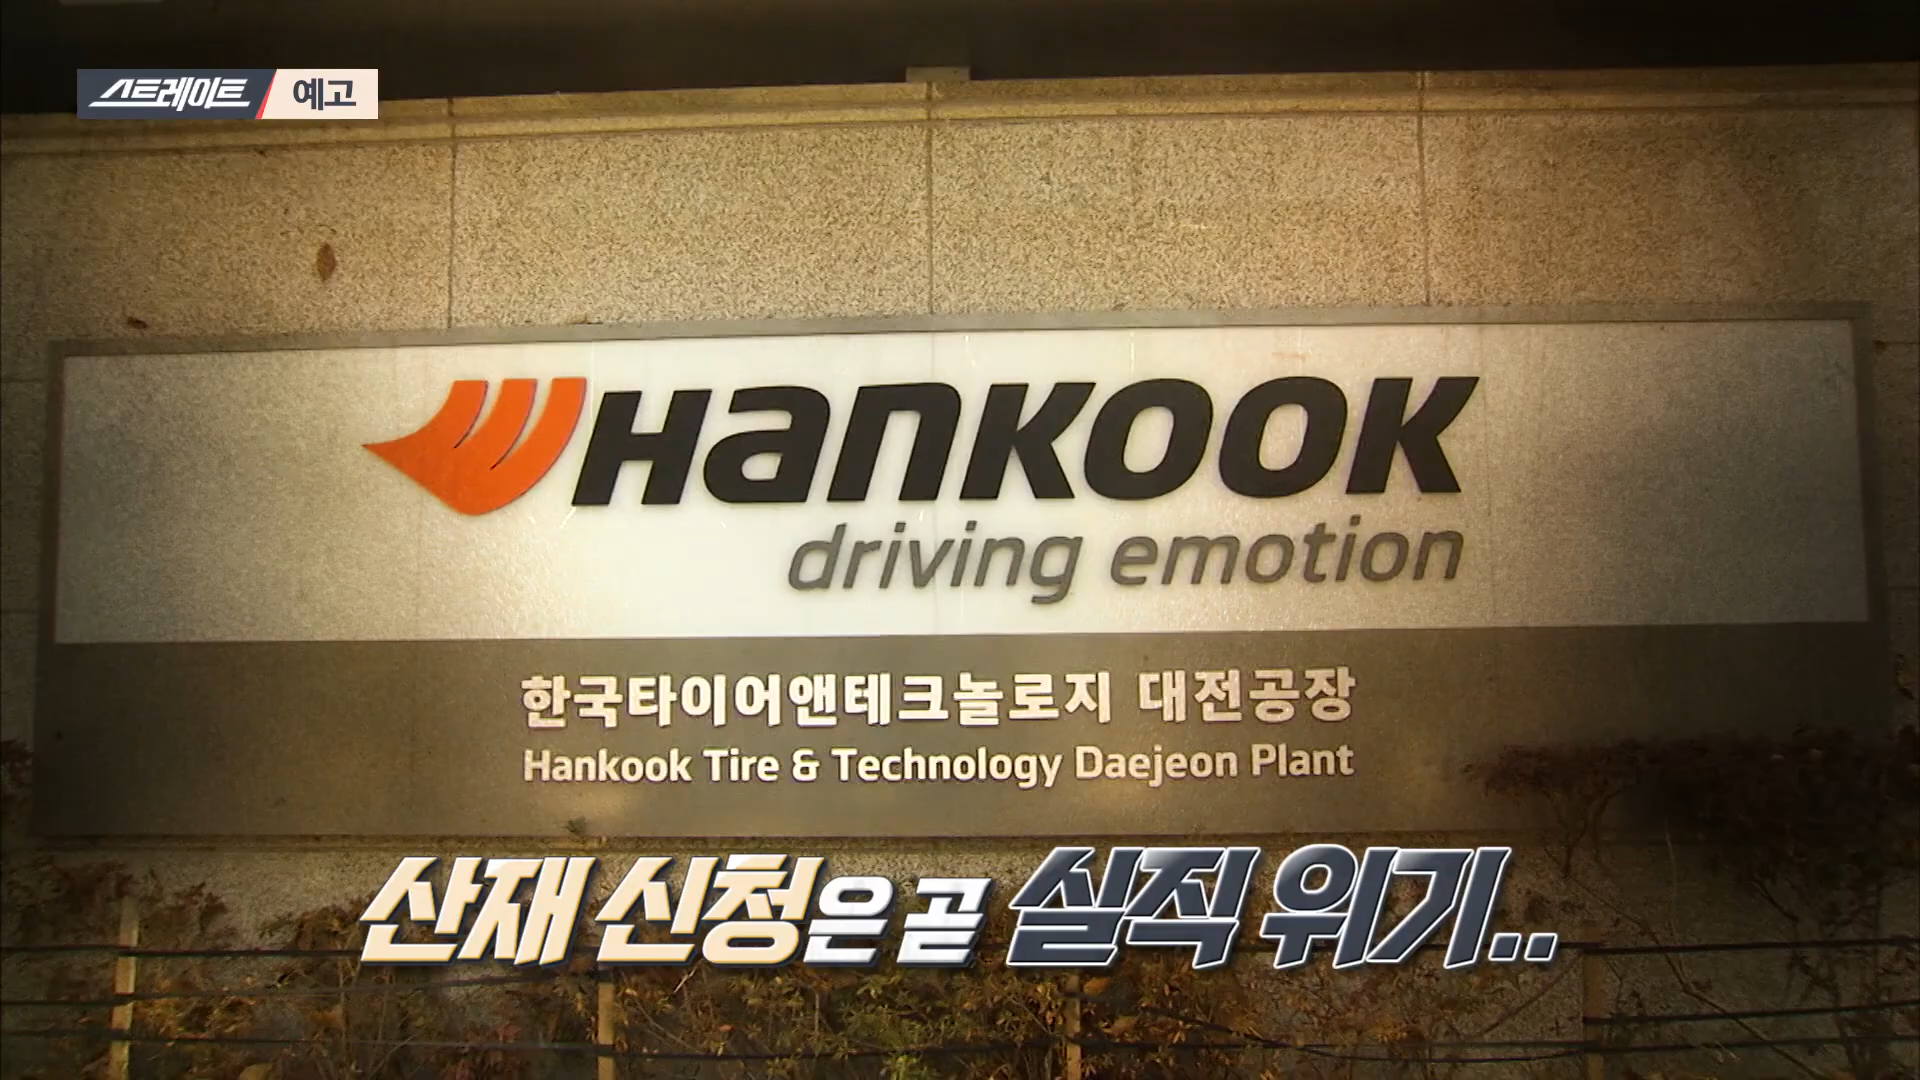 스트레이트 예고
Hankook
driving emotion
한국타이어앤테크놀로지 대전공장
Hankook Tire & Technology Daejeon Plant
산재 신청은 곧 실직 위기..